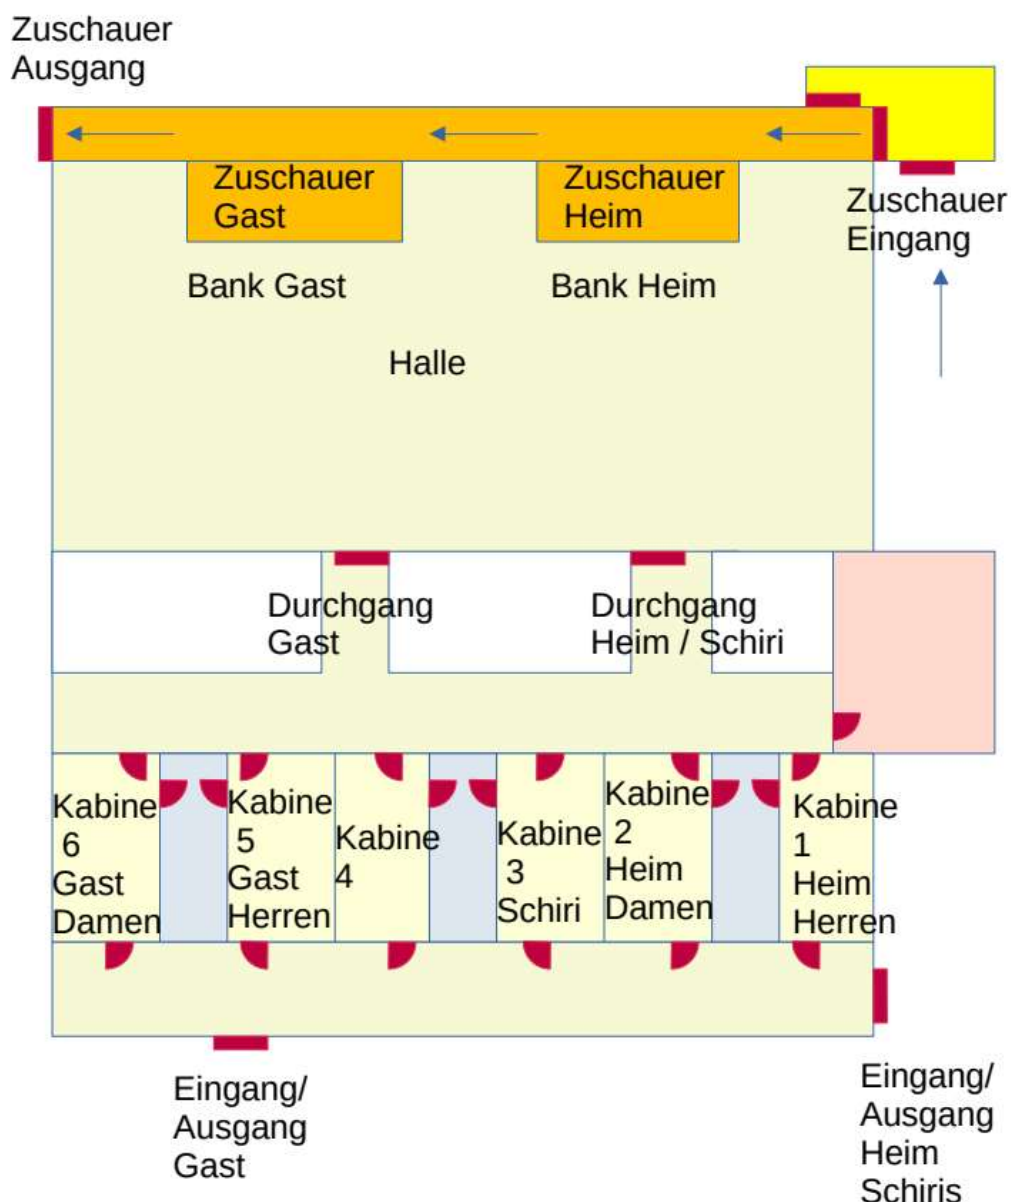 Zuschauer
Ausgang
Zuschauer
Gast
Zuschauer
Heim
Zuschauer
Eingang
Bank Gast
Bank Heim
Halle
Durchgang
Gast
Durchgang
Heim / Schiri
Kabine
6
Gast
Damen
Kabine
5
Gast
Herren
Kabine
4
Kabine
3
Schiri
Kabine
2
Heim
Damen
Kabine
1
Heim
Herren
Eingang/
Ausgang
Gast
Eingang/
Ausgang
Heim
Schiris